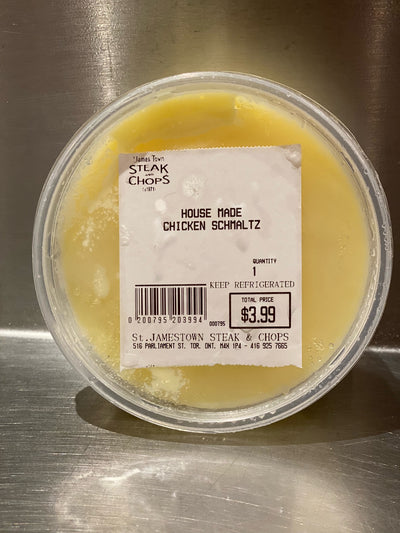 St. James Town
STEAK
AND
CHOPS
HOUSE MADE
CHICKEN SCHMALTZ
QUANTITY
1
KEEP REFRIGERATED
TOTAL PRICE
$3.99
0 200795 203994
000795
St.JAMESTOWN STEAK & CHOPS
516 PARLIAMENT ST. TOR. ONT. M4X 1P4 - 416 925 7665